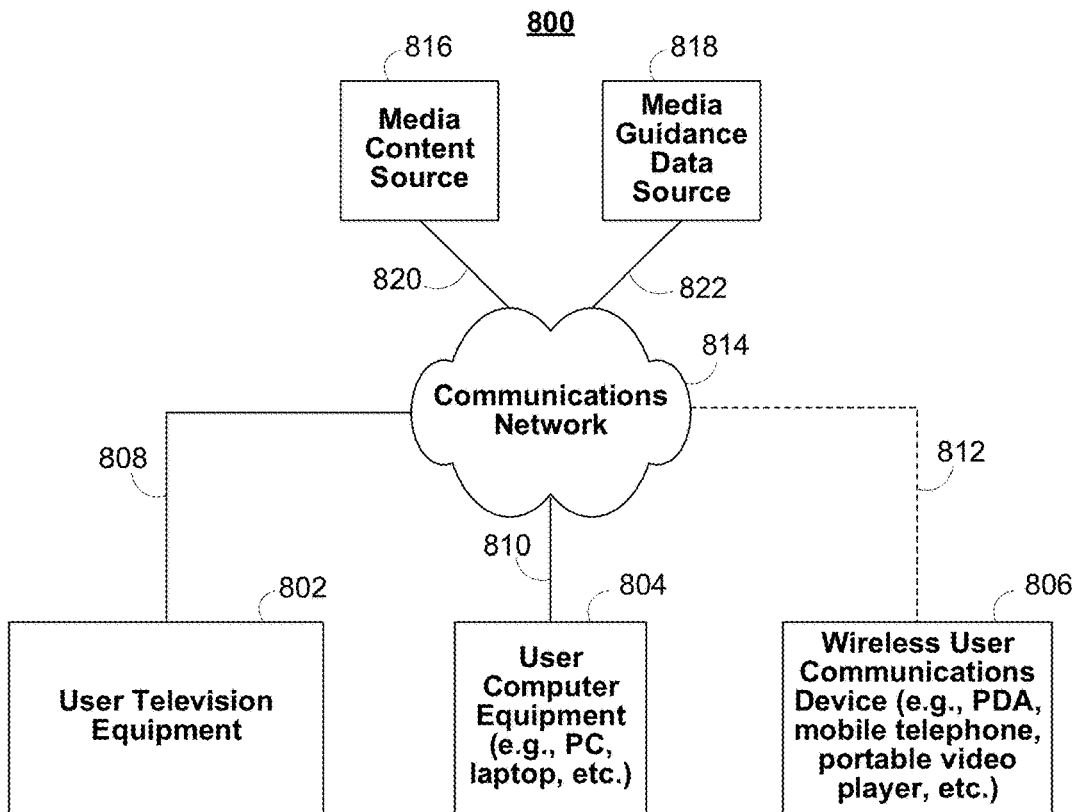 800
816
818
Media
Content
Source
Media
Guidance
Data
Source
820
822
814
Communications
Network
808
812
810
802
804
806
User Television
Equipment
User
Computer
Equipment
(e.g., PC,
laptop, etc.)
Wireless User
Communications
Device (e.g., PDA,
mobile telephone,
portable video
player, etc.)